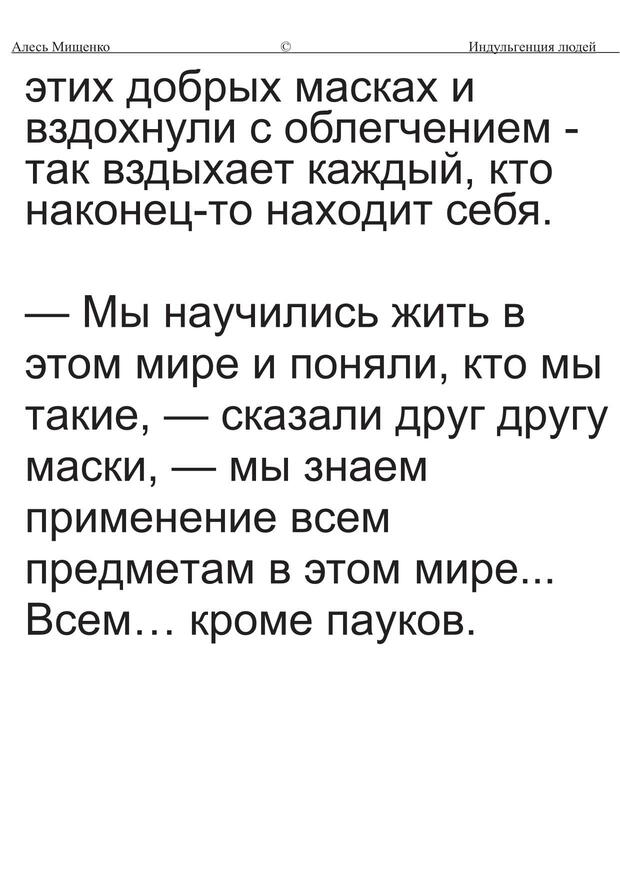 Алесь Мищенко © Индульгенция людей
этих добрых масках и
вздохнули с облегчением -
так вздыхает каждый, кто
наконец-то находит себя.
— Мы научились жить в
этом мире и поняли, кто мы
такие, — сказали друг другу
маски, — мы знаем
применение всем
предметам в этом мире...
Всем… кроме пауков.